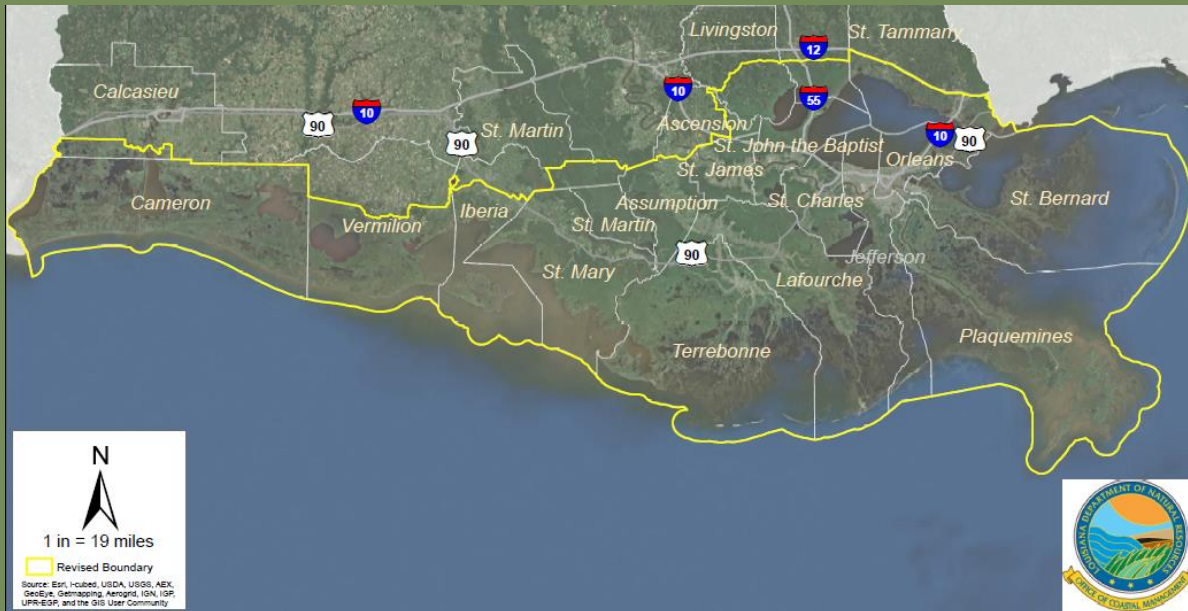 Livingston
St. Tammany
12
Calcasieu
10
10
55
90
St. Martin
90
Ascension
10
90
St. John the Baptist
Orleans
St. James
Cameron
St. Bernard
Iberia
Assumption
St. Charles
Vermilion
St. Martin
90
Jefferson
St. Mary
Lafourche
Plaquemines
Terrebonne
N
1 in = 19 miles
Revised Boundary
Source: Esri, i-cubed, USDA, USGS, AEX,
GeoEye, Getmapping, Aerogrid, IGN, IGP,
UPR-EGP, and the GIS User Community
LOUISIANA DEPARTMENT OF NATURAL RESOURCES
OFFICE OF COASTAL MANAGEMENT